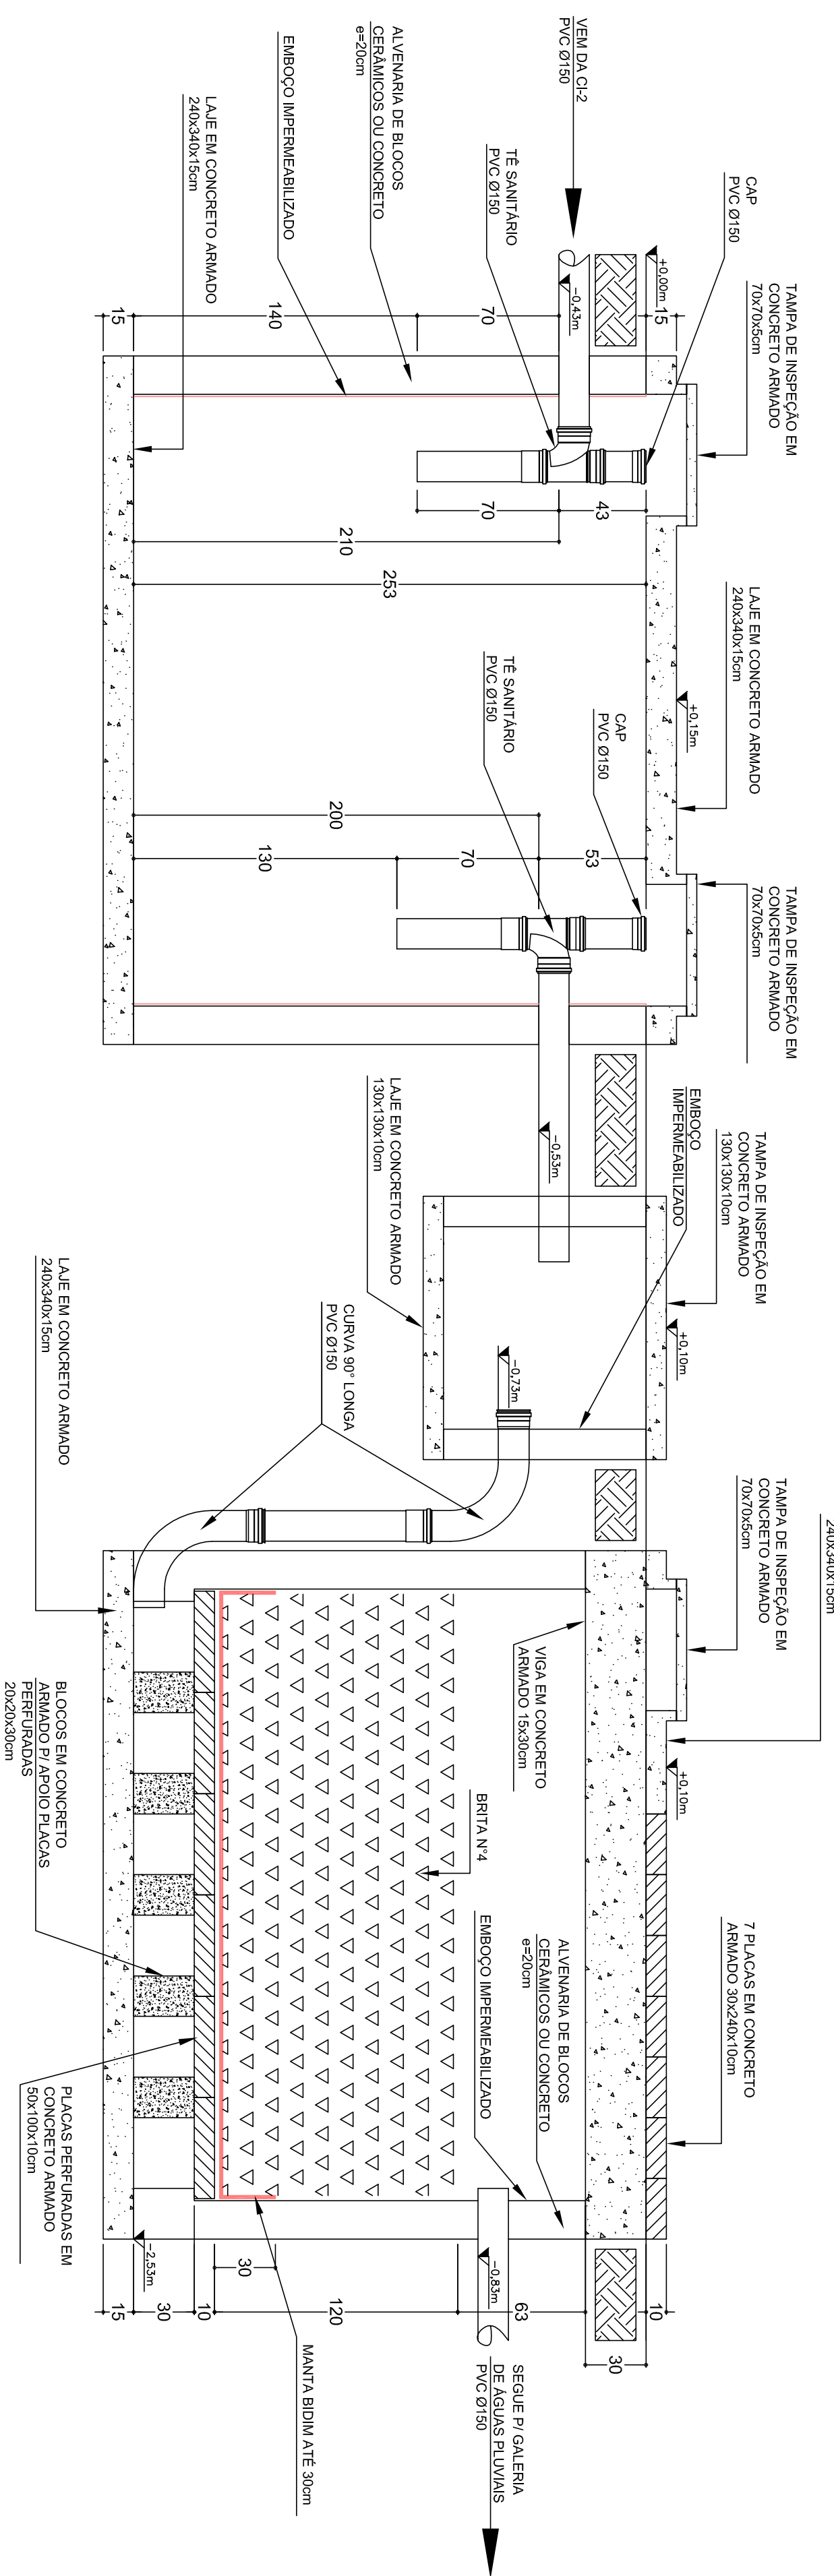 VEM DA CI-2
PVC Ø150
ALVENARIA DE BLOCOS
CERÂMICOS OU CONCRETO
e=20cm
EMBOÇO IMPERMEABILIZADO
LAJE EM CONCRETO ARMADO
240x340x15cm
TÊ SANITÁRIO
PVC Ø150
CAP
PVC Ø150
TAMPA DE INSPEÇÃO EM
CONCRETO ARMADO
70x70x5cm
+0,00m
-0,43m
15
70
140
15
43
70
210
253
LAJE EM CONCRETO ARMADO
240x340x15cm
+0,15m
TÊ SANITÁRIO
PVC Ø150
CAP
PVC Ø150
TAMPA DE INSPEÇÃO EM
CONCRETO ARMADO
70x70x5cm
200
53
70
130
-0,53m
EMBOÇO
IMPERMEABILIZADO
TAMPA DE INSPEÇÃO EM
CONCRETO ARMADO
130x130x10cm
LAJE EM CONCRETO ARMADO
130x130x10cm
+0,10m
-0,73m
CURVA 90° LONGA
PVC Ø150
LAJE EM CONCRETO ARMADO
240x340x15cm
TAMPA DE INSPEÇÃO EM
CONCRETO ARMADO
70x70x5cm
240x340x15cm
+0,10m
VIGA EM CONCRETO
ARMADO 15x30cm
BRITA N°4
BLOCOS EM CONCRETO
ARMADO P/ APOIO PLACAS
PERFURADAS
20x20x30cm
EMBOÇO IMPERMEABILIZADO
ALVENARIA DE BLOCOS
CERÂMICOS OU CONCRETO
e=20cm
7 PLACAS EM CONCRETO
ARMADO 30x240x10cm
PLACAS PERFURADAS EM
CONCRETO ARMADO
50x100x10cm
-2,53m
-0,83m
10
30
63
120
30
10
30
15
MANTA BIDIM ATÉ 30cm
SEGUE P/ GALERIA
DE ÁGUAS PLUVIAIS
PVC Ø150